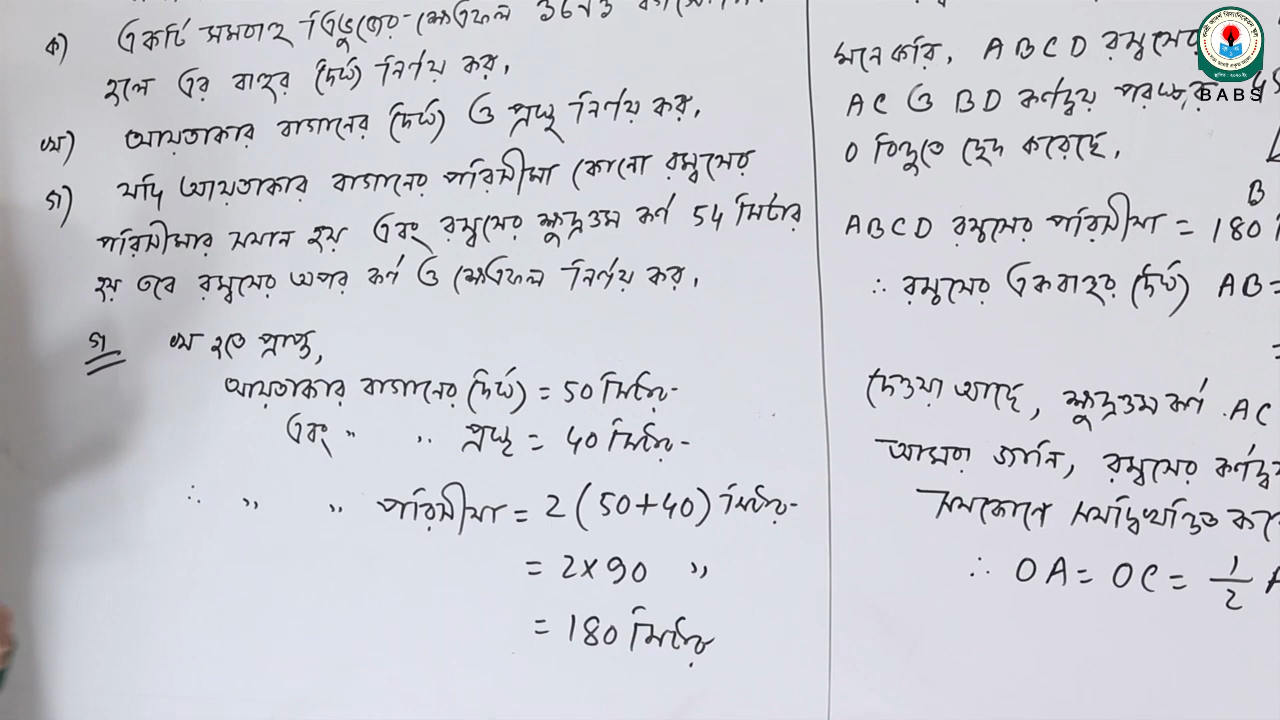 ক) একটি সমবাহু ত্রিভুজের ক্ষেত্রফল
হলে এর বাহুর দৈর্ঘ্য নির্ণয় কর।
খ) আয়তাকার বাগানের দৈর্ঘ্য ও প্রস্থ নির্ণয় কর।
গ) যদি আয়তাকার বাগানের পরিসীমা কোনো রম্বসের
পরিসীমার সমান হয় এবং রম্বসের ক্ষুদ্রতম কর্ণ 54 মিটার
হয় তবে রম্বসের অপর কর্ণ ও ক্ষেত্রফল নির্ণয় কর।
গ খ হতে প্রাপ্ত,
আয়তাকার বাগানের দৈর্ঘ্য = 50 মিটার
এবং " " প্রস্থ = 40 মিটার
∴ " " পরিসীমা = 2 (50+40) মিটার
= 2×90 "
= 180 মিটার
মনে করি, ABCD রম্বসের
AC ও BD কর্ণদ্বয় পরস্পর
O বিন্দুতে ছেদ করেছে।
B
ABCD রম্বসের পরিসীমা = 180
∴ রম্বসের একবাহুর দৈর্ঘ্য AB =
=
দেওয়া আছে, ক্ষুদ্রতম কর্ণ AC
আমরা জানি, রম্বসের কর্ণদ্বয়
সমকোণে সমদ্বিখণ্ডিত করে
∴ OA = OC = 1/2 A
BABS